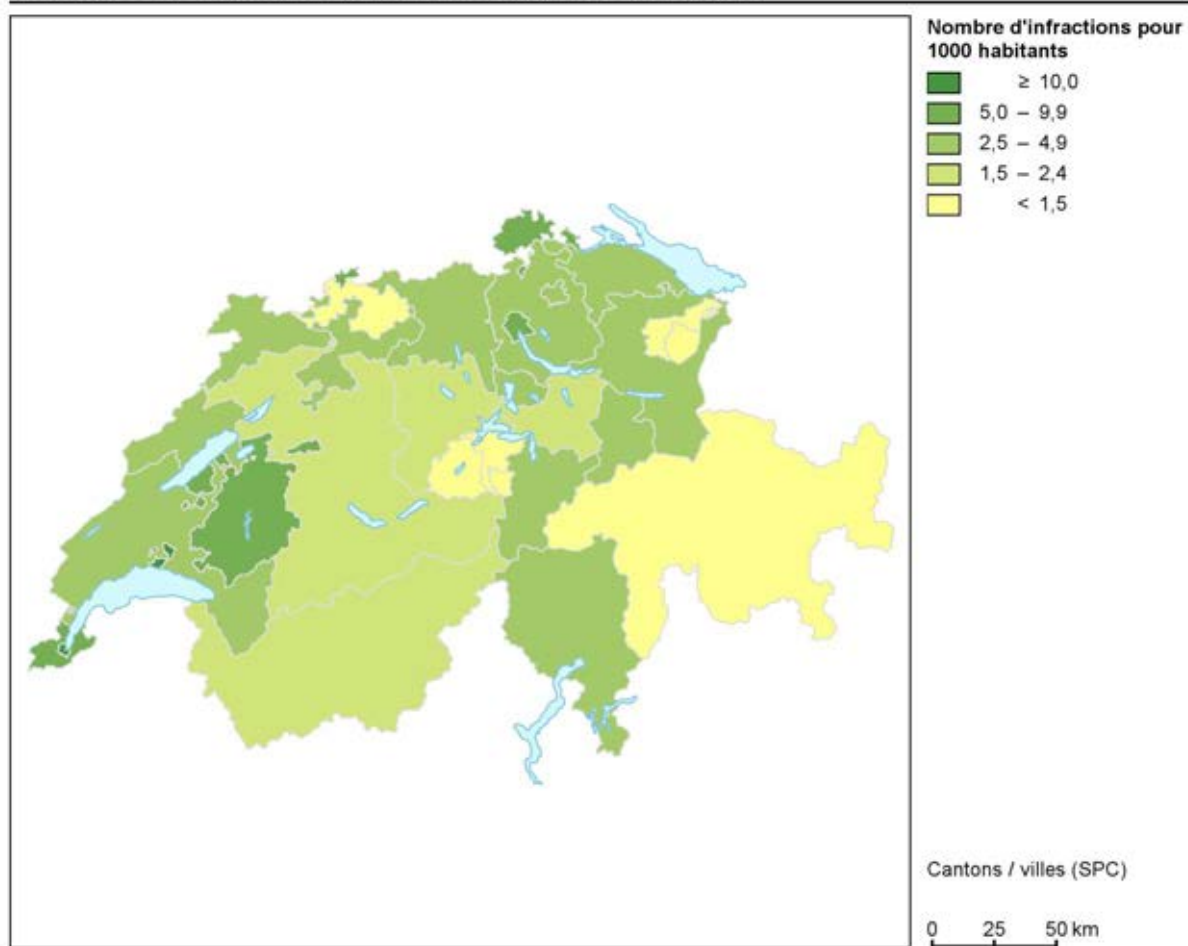 Nombre d'infractions pour
1000 habitants
≥ 10,0
5,0 – 9,9
2,5 – 4,9
1,5 – 2,4
< 1,5
Cantons / villes (SPC)
0 25 50 km